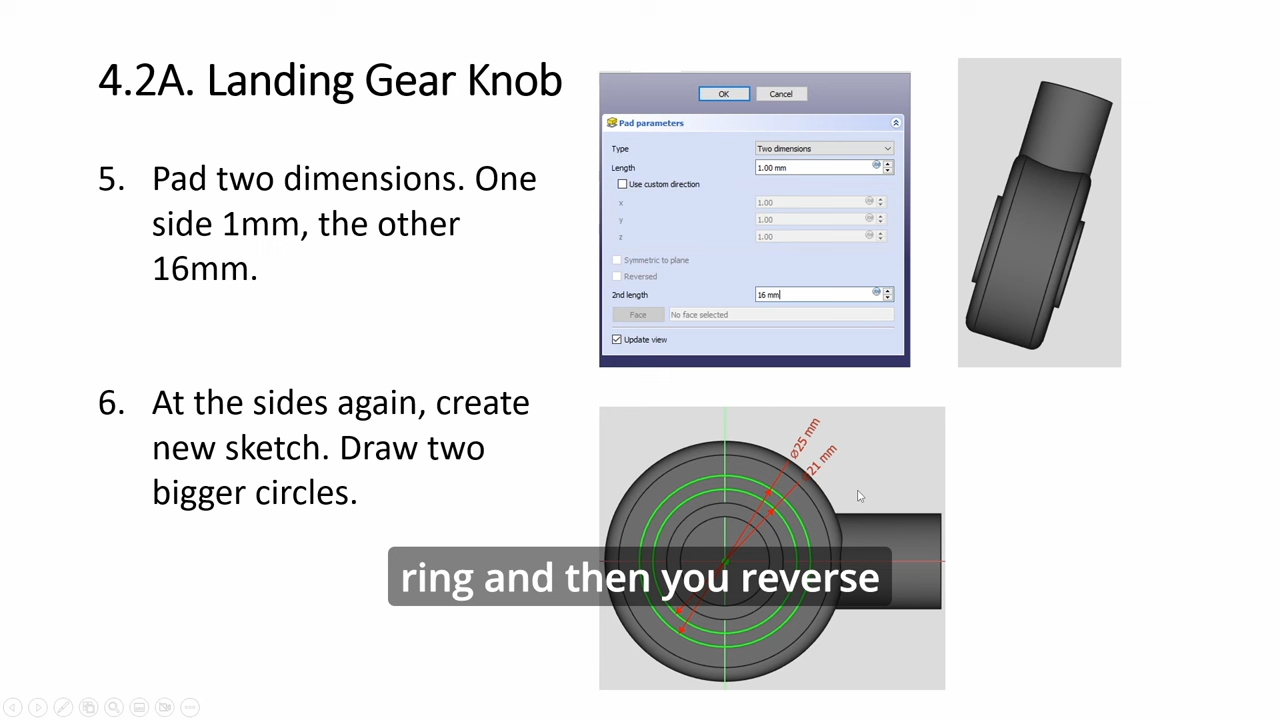 4.2A. Landing Gear Knob
5. Pad two dimensions. One
side 1mm, the other
16mm.
OK Cancel
Pad parameters
Type Two dimensions
Length 1.00 mm
Use custom direction
x 1.00
y 1.00
z 1.00
Symmetric to plane
Reversed
2nd length 16 mm
Face No face selected
Update view
6. At the sides again, create
new sketch. Draw two
bigger circles.
⌀25 mm
⌀21 mm
ring and then you reverse